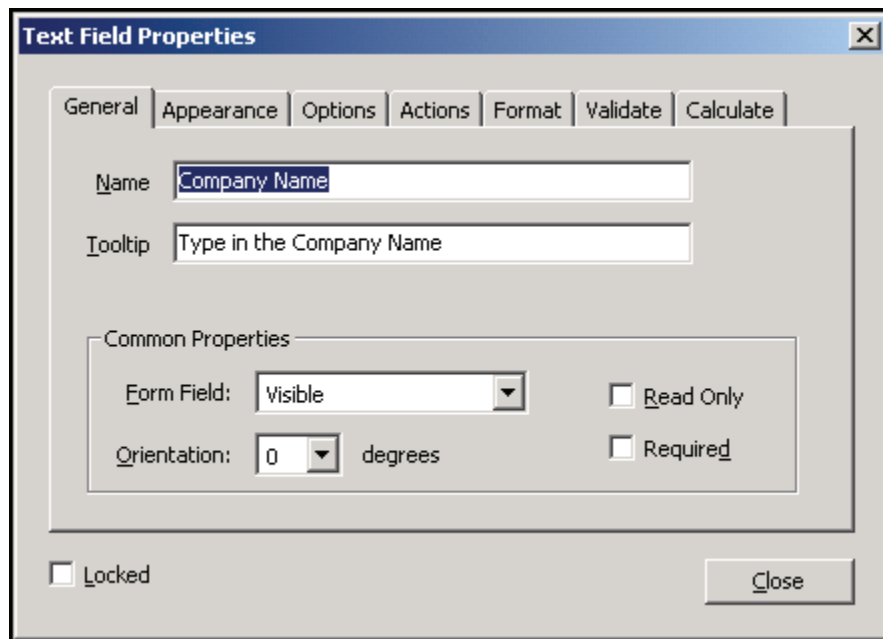 Text Field Properties
General Appearance Options Actions Format Validate Calculate
Name Company Name
Tooltip Type in the Company Name
Common Properties
Form Field: Visible Read Only
Orientation: 0 degrees Required
Locked Close